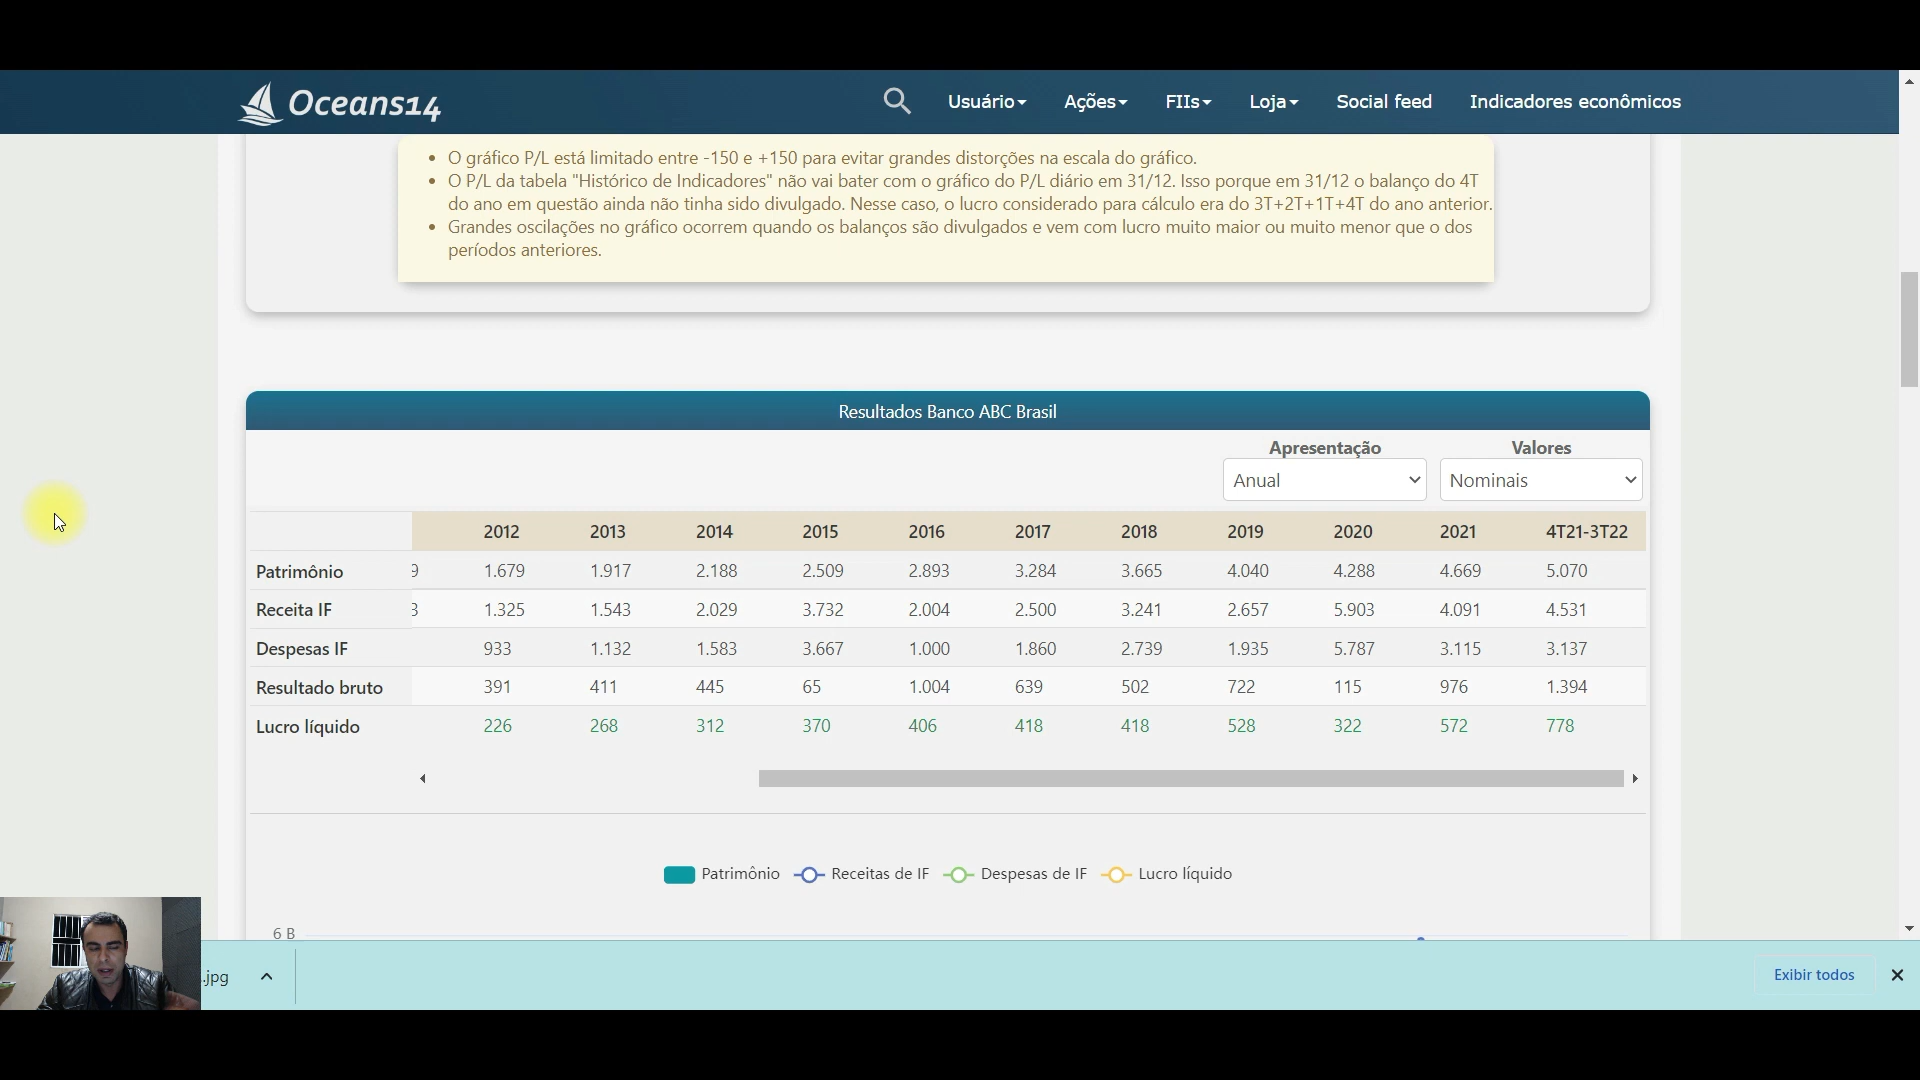 Oceans14
Usuário Ações FIIs Loja Social feed Indicadores econômicos
• O gráfico P/L está limitado entre -150 e +150 para evitar grandes distorções na escala do gráfico.
• O P/L da tabela "Histórico de Indicadores" não vai bater com o gráfico do P/L diário em 31/12. Isso porque em 31/12 o balanço do 4T
do ano em questão ainda não tinha sido divulgado. Nesse caso, o lucro considerado para cálculo era do 3T+2T+1T+4T do ano anterior.
• Grandes oscilações no gráfico ocorrem quando os balanços são divulgados e vem com lucro muito maior ou muito menor que o dos
períodos anteriores.
Resultados Banco ABC Brasil
Apresentação Valores
Anual Nominais
2012 2013 2014 2015 2016 2017 2018 2019 2020 2021 4T21-3T22
Patrimônio 9 1.679 1.917 2.188 2.509 2.893 3.284 3.665 4.040 4.288 4.669 5.070
Receita IF 3 1.325 1.543 2.029 3.732 2.004 2.500 3.241 2.657 5.903 4.091 4.531
Despesas IF 933 1.132 1.583 3.667 1.000 1.860 2.739 1.935 5.787 3.115 3.137
Resultado bruto 391 411 445 65 1.004 639 502 722 115 976 1.394
Lucro líquido 226 268 312 370 406 418 418 528 322 572 778
Patrimônio Receitas de IF Despesas de IF Lucro líquido
6 B
.jpg Exibir todos